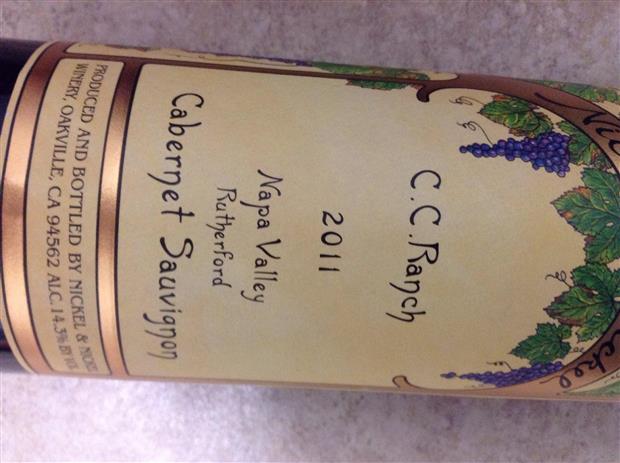 C.C. Ranch
2011
Napa Valley
Rutherford
Cabernet Sauvignon
PRODUCED AND BOTTLED BY NICKEL & NICKEL
WINERY, OAKVILLE, CA 94562 ALC. 14.3% BY VOL.